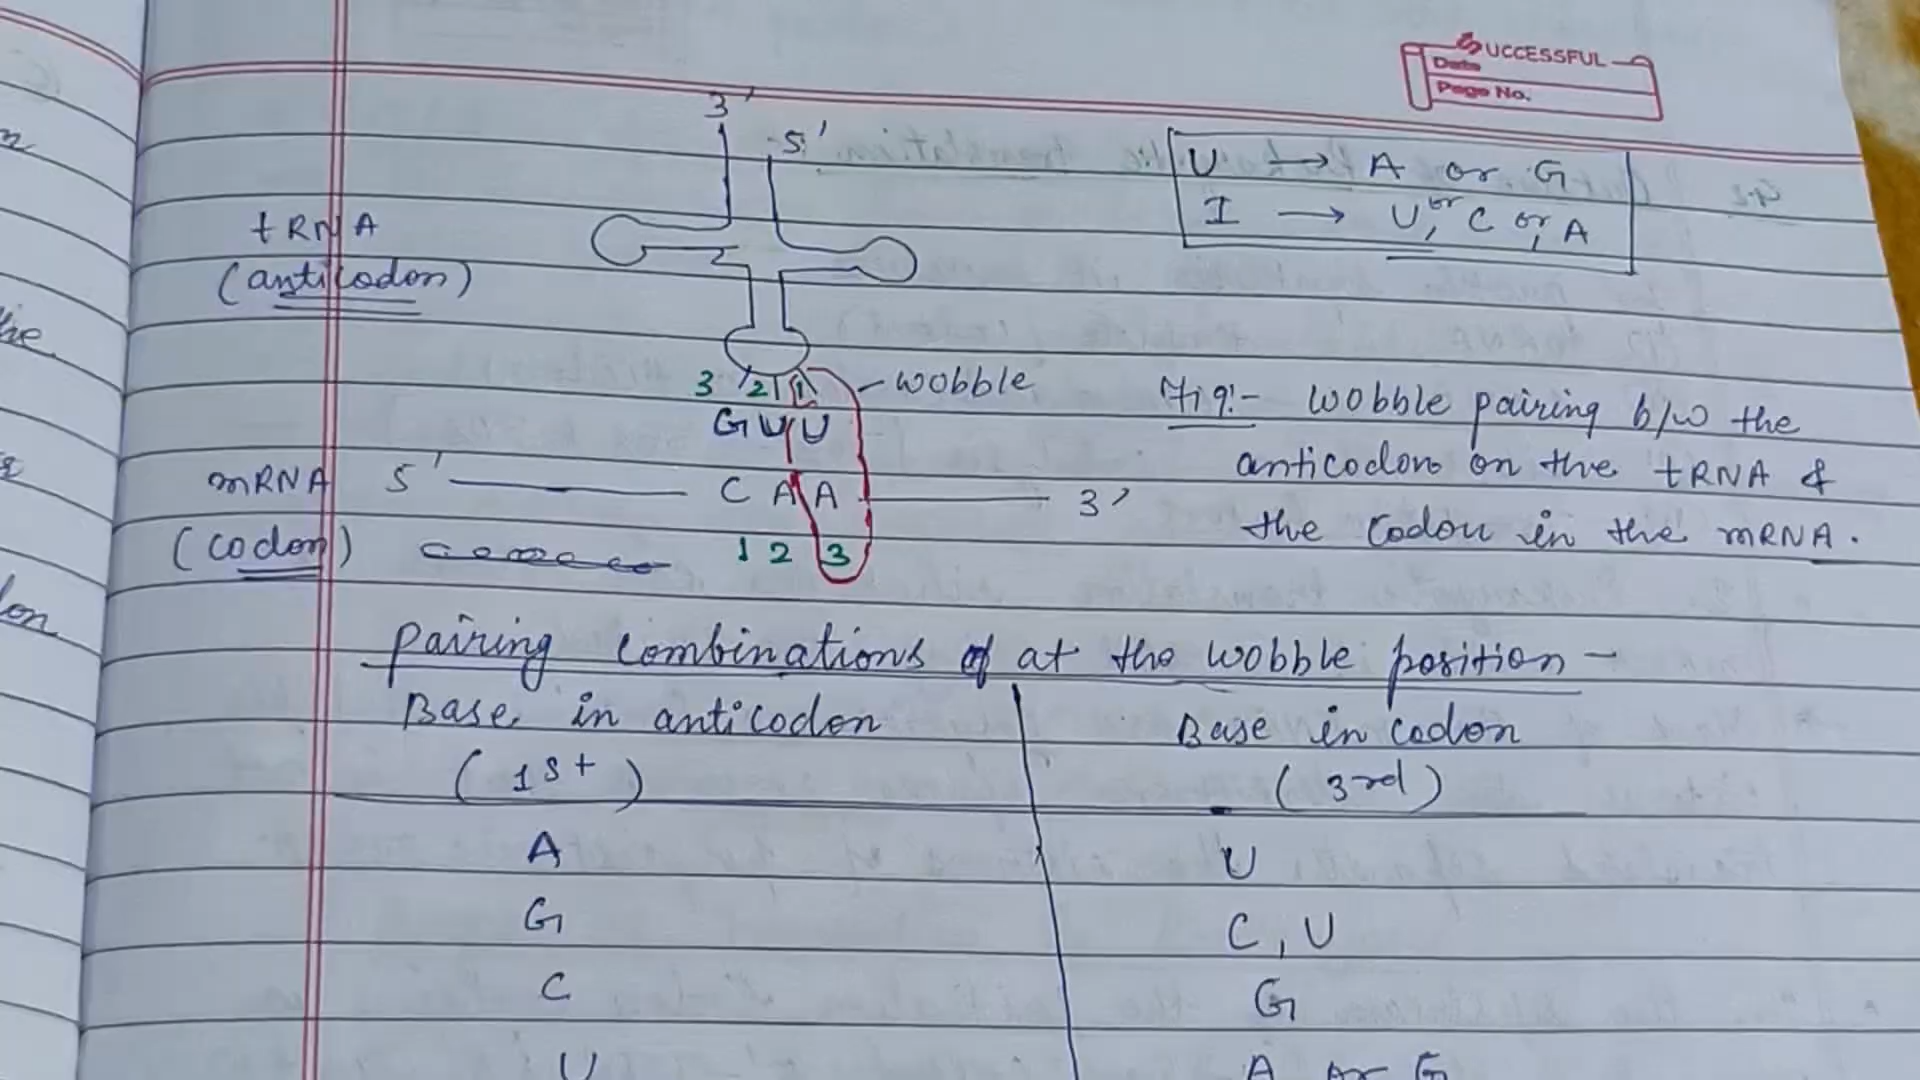 SUCCESSFUL
Date
Page No.
3'
5'
U → A or G
I → U, or C or, A
tRNA
(anticodon)
3' 2 1
wobble
G U U
Fig:- Wobble pairing b/w the
anticodon on the tRNA &
the codon in the mRNA.
mRNA 5' C A A 3'
(codon)
1 2 3
Pairing Combinations of at the wobble position -
Base in anticodon
(1st)
Base in codon
(3rd)
A U
G C, U
C G
U A or G